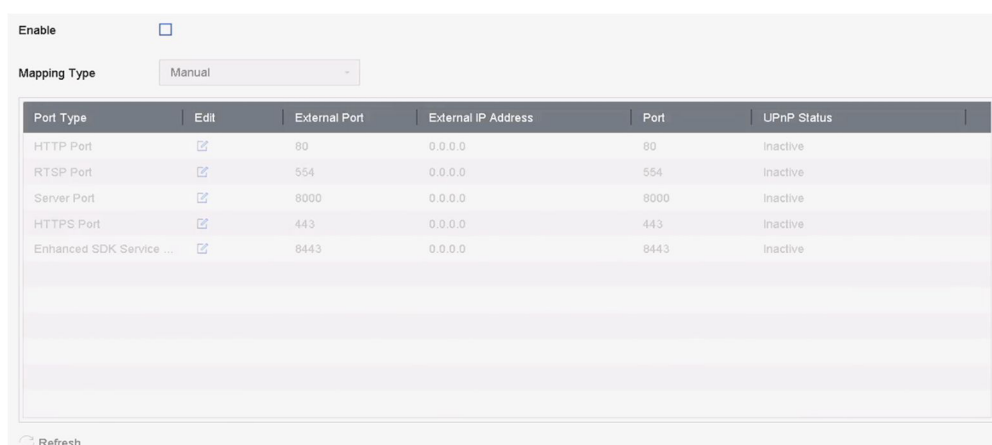 Enable
Mapping Type Manual
Port Type Edit External Port External IP Address Port UPnP Status
HTTP Port 80 0.0.0.0 80 Inactive
RTSP Port 554 0.0.0.0 554 Inactive
Server Port 8000 0.0.0.0 8000 Inactive
HTTPS Port 443 0.0.0.0 443 Inactive
Enhanced SDK Service ... 8443 0.0.0.0 8443 Inactive
Refresh